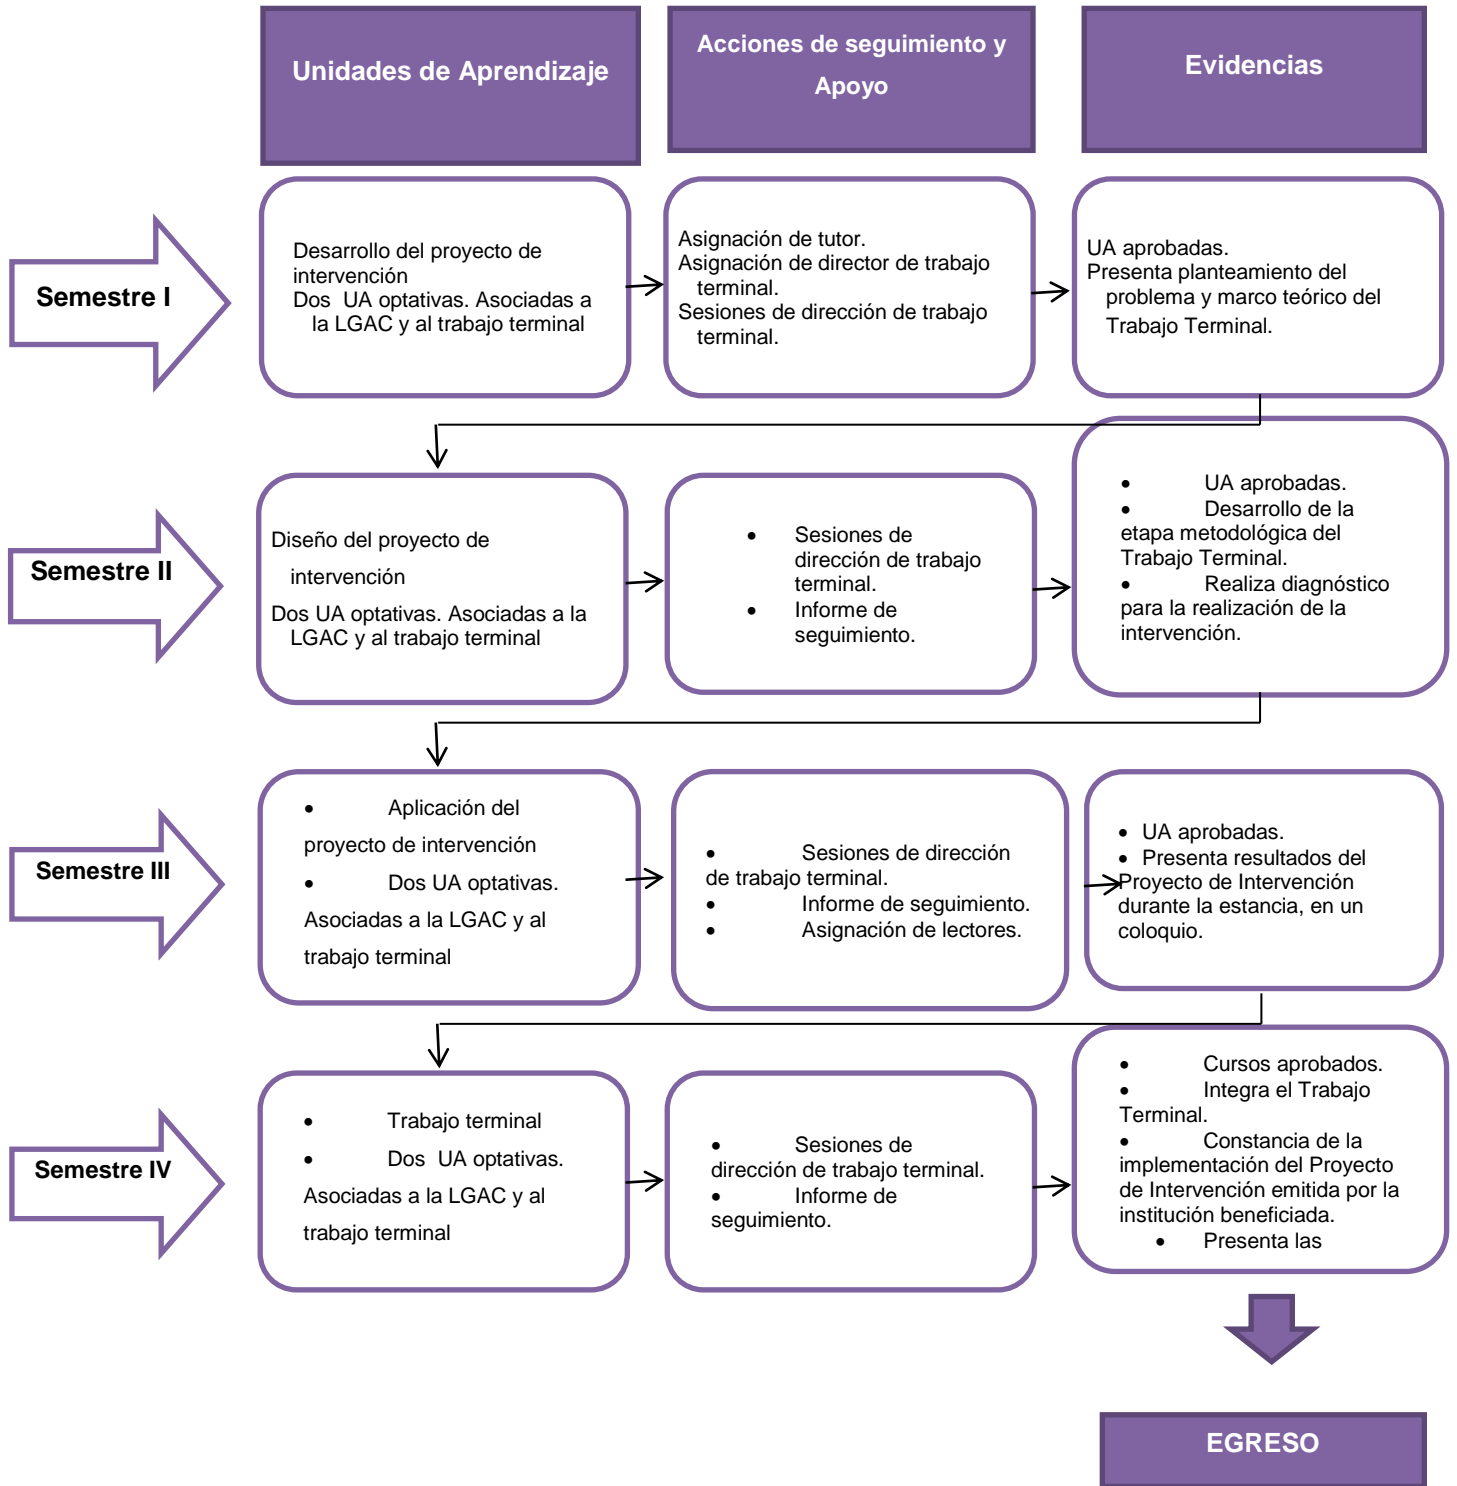 Unidades de Aprendizaje
Acciones de seguimiento y
Apoyo
Evidencias
Semestre I
Desarrollo del proyecto de
intervención
Dos UA optativas. Asociadas a
la LGAC y al trabajo terminal
Asignación de tutor.
Asignación de director de trabajo
terminal.
Sesiones de dirección de trabajo
terminal.
UA aprobadas.
Presenta planteamiento del
problema y marco teórico del
Trabajo Terminal.
Semestre II
Diseño del proyecto de
intervención
Dos UA optativas. Asociadas a la
LGAC y al trabajo terminal
• Sesiones de
dirección de trabajo
terminal.
• Informe de
seguimiento.
• UA aprobadas.
• Desarrollo de la
etapa metodológica del
Trabajo Terminal.
• Realiza diagnóstico
para la realización de la
intervención.
Semestre III
• Aplicación del
proyecto de intervención
• Dos UA optativas.
Asociadas a la LGAC y al
trabajo terminal
• Sesiones de dirección
de trabajo terminal.
• Informe de seguimiento.
• Asignación de lectores.
• UA aprobadas.
• Presenta resultados del
Proyecto de Intervención
durante la estancia, en un
coloquio.
Semestre IV
• Trabajo terminal
• Dos UA optativas.
Asociadas a la LGAC y al
trabajo terminal
• Sesiones de
dirección de trabajo terminal.
• Informe de
seguimiento.
• Cursos aprobados.
• Integra el Trabajo
Terminal.
• Constancia de la
implementación del Proyecto
de Intervención emitida por la
institución beneficiada.
• Presenta las
EGRESO